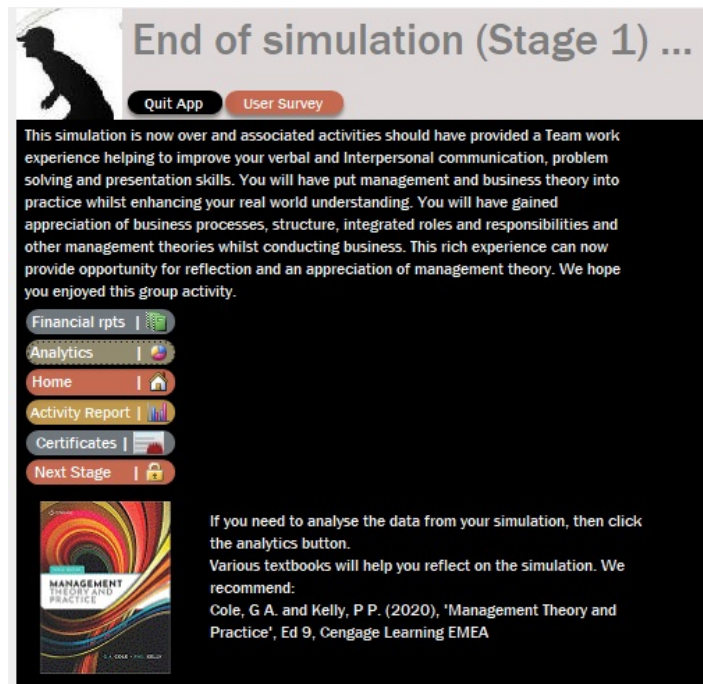 End of simulation (Stage 1) ...
Quit App
User Survey
This simulation is now over and associated activities should have provided a Team work
experience helping to improve your verbal and Interpersonal communication, problem
solving and presentation skills. You will have put management and business theory into
practice whilst enhancing your real world understanding. You will have gained
appreciation of business processes, structure, integrated roles and responsibilities and
other management theories whilst conducting business. This rich experience can now
provide opportunity for reflection and an appreciation of management theory. We hope
you enjoyed this group activity.
Financial rpts |
Analytics |
Home |
Activity Report |
Certificates |
Next Stage |
MANAGEMENT
THEORY AND
PRACTICE
G.A. COLE • PHIL KELLY
If you need to analyse the data from your simulation, then click
the analytics button.
Various textbooks will help you reflect on the simulation. We
recommend:
Cole, G A. and Kelly, P P. (2020), 'Management Theory and
Practice', Ed 9, Cengage Learning EMEA